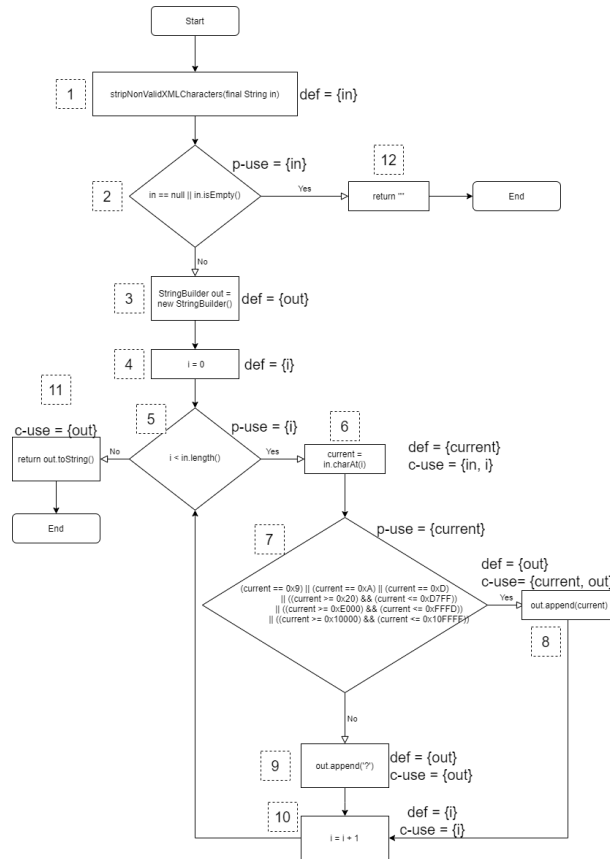 Start
1
stripNonValidXMLCharacters(final String in)
def = {in}
p-use = {in}
12
2
in == null || in.isEmpty()
Yes
return ""
End
No
3
StringBuilder out =
new StringBuilder()
def = {out}
4
i = 0
def = {i}
11
5
c-use = {out}
p-use = {i}
6
return out.toString()
No
i < in.length()
Yes
current =
in.charAt(i)
def = {current}
c-use = {in, i}
End
p-use = {current}
7
(current == 0x9) || (current == 0xA) || (current == 0xD)
|| ((current >= 0x20) && (current <= 0xD7FF))
|| ((current >= 0xE000) && (current <= 0xFFFD))
|| ((current >= 0x10000) && (current <= 0x10FFFF))
def = {out}
c-use= {current, out}
Yes
out.append(current)
8
No
9
out.append('?')
def = {out}
c-use = {out}
10
i = i + 1
def = {i}
c-use = {i}